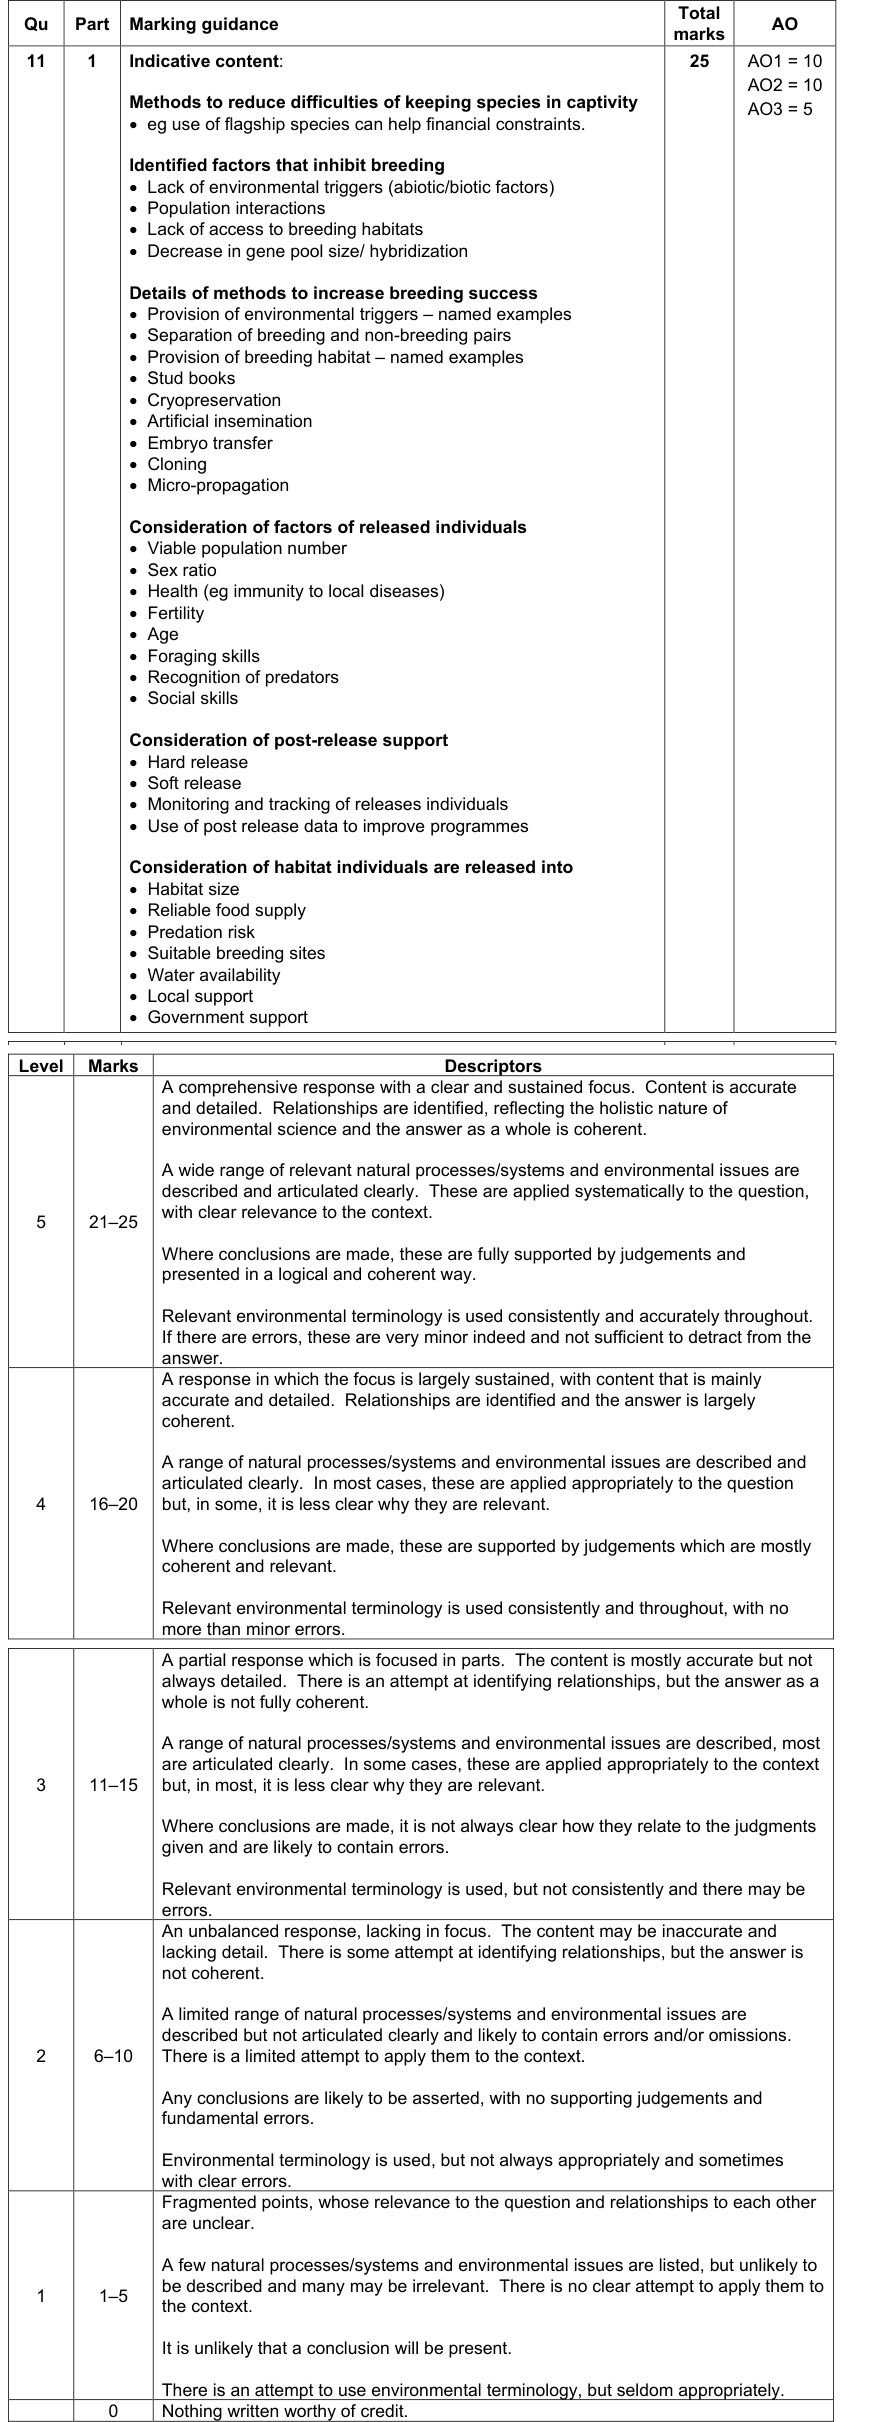 Qu Part Marking guidance Total marks AO
11 1 Indicative content: 25 AO1 = 10
AO2 = 10
Methods to reduce difficulties of keeping species in captivity AO3 = 5
• eg use of flagship species can help financial constraints.
Identified factors that inhibit breeding
• Lack of environmental triggers (abiotic/biotic factors)
• Population interactions
• Lack of access to breeding habitats
• Decrease in gene pool size/ hybridization
Details of methods to increase breeding success
• Provision of environmental triggers – named examples
• Separation of breeding and non-breeding pairs
• Provision of breeding habitat – named examples
• Stud books
• Cryopreservation
• Artificial insemination
• Embryo transfer
• Cloning
• Micro-propagation
Consideration of factors of released individuals
• Viable population number
• Sex ratio
• Health (eg immunity to local diseases)
• Fertility
• Age
• Foraging skills
• Recognition of predators
• Social skills
Consideration of post-release support
• Hard release
• Soft release
• Monitoring and tracking of releases individuals
• Use of post release data to improve programmes
Consideration of habitat individuals are released into
• Habitat size
• Reliable food supply
• Predation risk
• Suitable breeding sites
• Water availability
• Local support
• Government support
Level Marks Descriptors
5 21–25
A comprehensive response with a clear and sustained focus. Content is accurate
and detailed. Relationships are identified, reflecting the holistic nature of
environmental science and the answer as a whole is coherent.
A wide range of relevant natural processes/systems and environmental issues are
described and articulated clearly. These are applied systematically to the question,
with clear relevance to the context.
Where conclusions are made, these are fully supported by judgements and
presented in a logical and coherent way.
Relevant environmental terminology is used consistently and accurately throughout.
If there are errors, these are very minor indeed and not sufficient to detract from the
answer.
4 16–20
A response in which the focus is largely sustained, with content that is mainly
accurate and detailed. Relationships are identified and the answer is largely
coherent.
A range of natural processes/systems and environmental issues are described and
articulated clearly. In most cases, these are applied appropriately to the question
but, in some, it is less clear why they are relevant.
Where conclusions are made, these are supported by judgements which are mostly
coherent and relevant.
Relevant environmental terminology is used consistently and throughout, with no
more than minor errors.
3 11–15
A partial response which is focused in parts. The content is mostly accurate but not
always detailed. There is an attempt at identifying relationships, but the answer as a
whole is not fully coherent.
A range of natural processes/systems and environmental issues are described, most
are articulated clearly. In some cases, these are applied appropriately to the context
but, in most, it is less clear why they are relevant.
Where conclusions are made, it is not always clear how they relate to the judgments
given and are likely to contain errors.
Relevant environmental terminology is used, but not consistently and there may be
errors.
2 6–10
An unbalanced response, lacking in focus. The content may be inaccurate and
lacking detail. There is some attempt at identifying relationships, but the answer is
not coherent.
A limited range of natural processes/systems and environmental issues are
described but not articulated clearly and likely to contain errors and/or omissions.
There is a limited attempt to apply them to the context.
Any conclusions are likely to be asserted, with no supporting judgements and
fundamental errors.
Environmental terminology is used, but not always appropriately and sometimes
with clear errors.
1 1–5
Fragmented points, whose relevance to the question and relationships to each other
are unclear.
A few natural processes/systems and environmental issues are listed, but unlikely to
be described and many may be irrelevant. There is no clear attempt to apply them to
the context.
It is unlikely that a conclusion will be present.
There is an attempt to use environmental terminology, but seldom appropriately.
0 Nothing written worthy of credit.